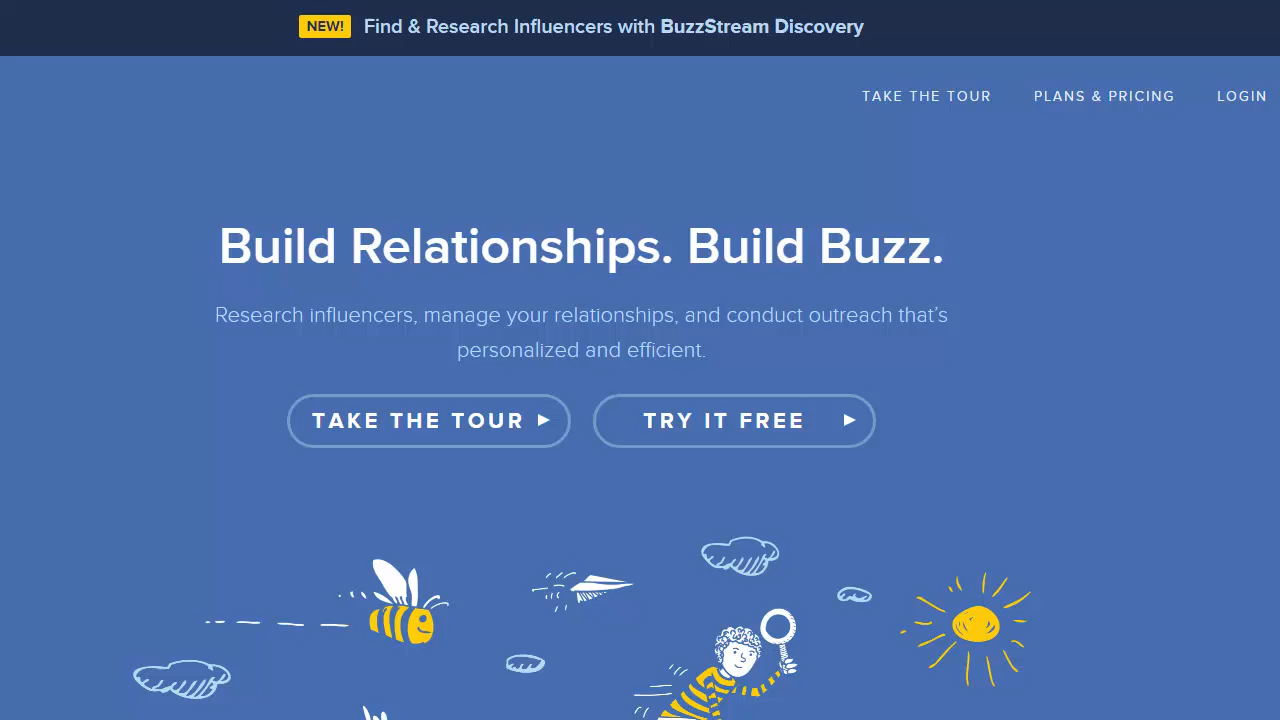 NEW! Find & Research Influencers with BuzzStream Discovery
TAKE THE TOUR PLANS & PRICING LOGIN
Build Relationships. Build Buzz.
Research influencers, manage your relationships, and conduct outreach that’s
personalized and efficient.
TAKE THE TOUR TRY IT FREE